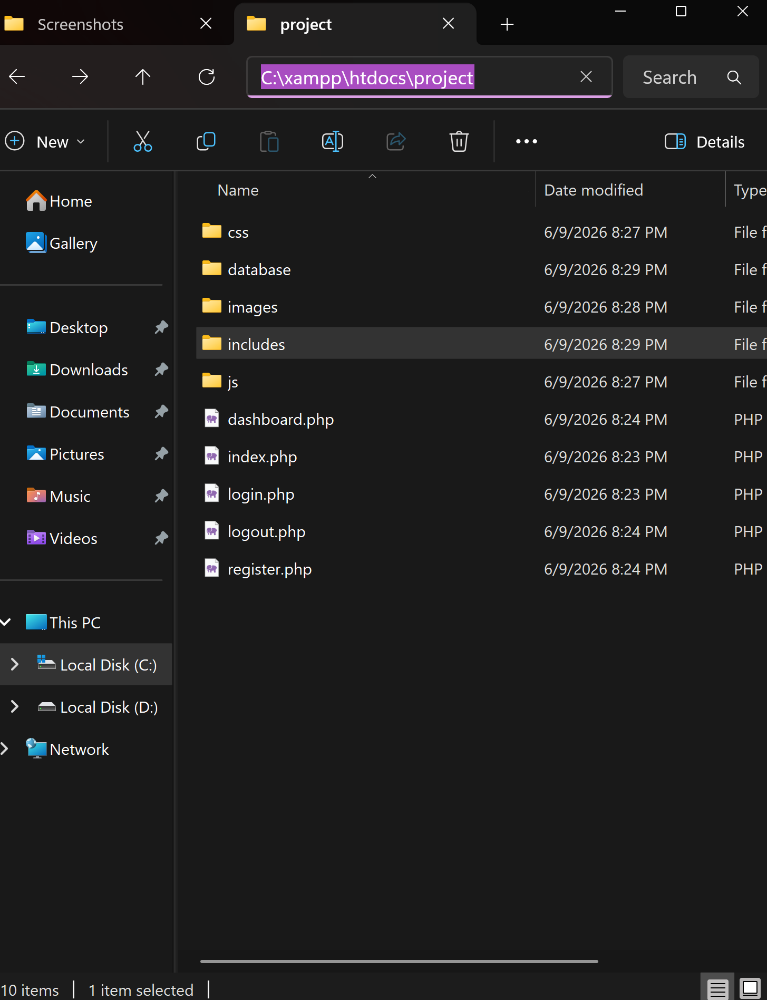 Screenshots
project
C:\xampp\htdocs\project
Search
New
Details
Name Date modified Type
Home
Gallery
Desktop
Downloads
Documents
Pictures
Music
Videos
This PC
Local Disk (C:)
Local Disk (D:)
Network
css 6/9/2026 8:27 PM File f
database 6/9/2026 8:29 PM File f
images 6/9/2026 8:28 PM File f
includes 6/9/2026 8:29 PM File f
js 6/9/2026 8:27 PM File f
dashboard.php 6/9/2026 8:24 PM PHP
index.php 6/9/2026 8:23 PM PHP
login.php 6/9/2026 8:23 PM PHP
logout.php 6/9/2026 8:24 PM PHP
register.php 6/9/2026 8:24 PM PHP
10 items
1 item selected